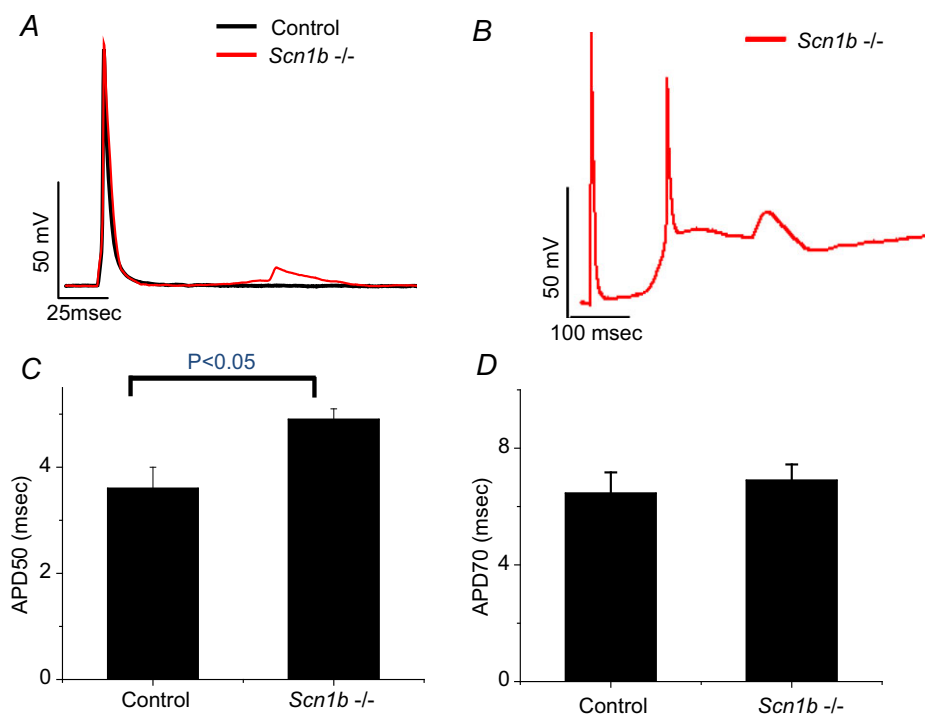 A
Control
Scn1b -/-
50 mV
25msec
B
Scn1b -/-
50 mV
100 msec
C
P<0.05
APD50 (msec)
4
2
0
Control
Scn1b -/-
D
APD70 (msec)
8
4
0
Control
Scn1b -/-